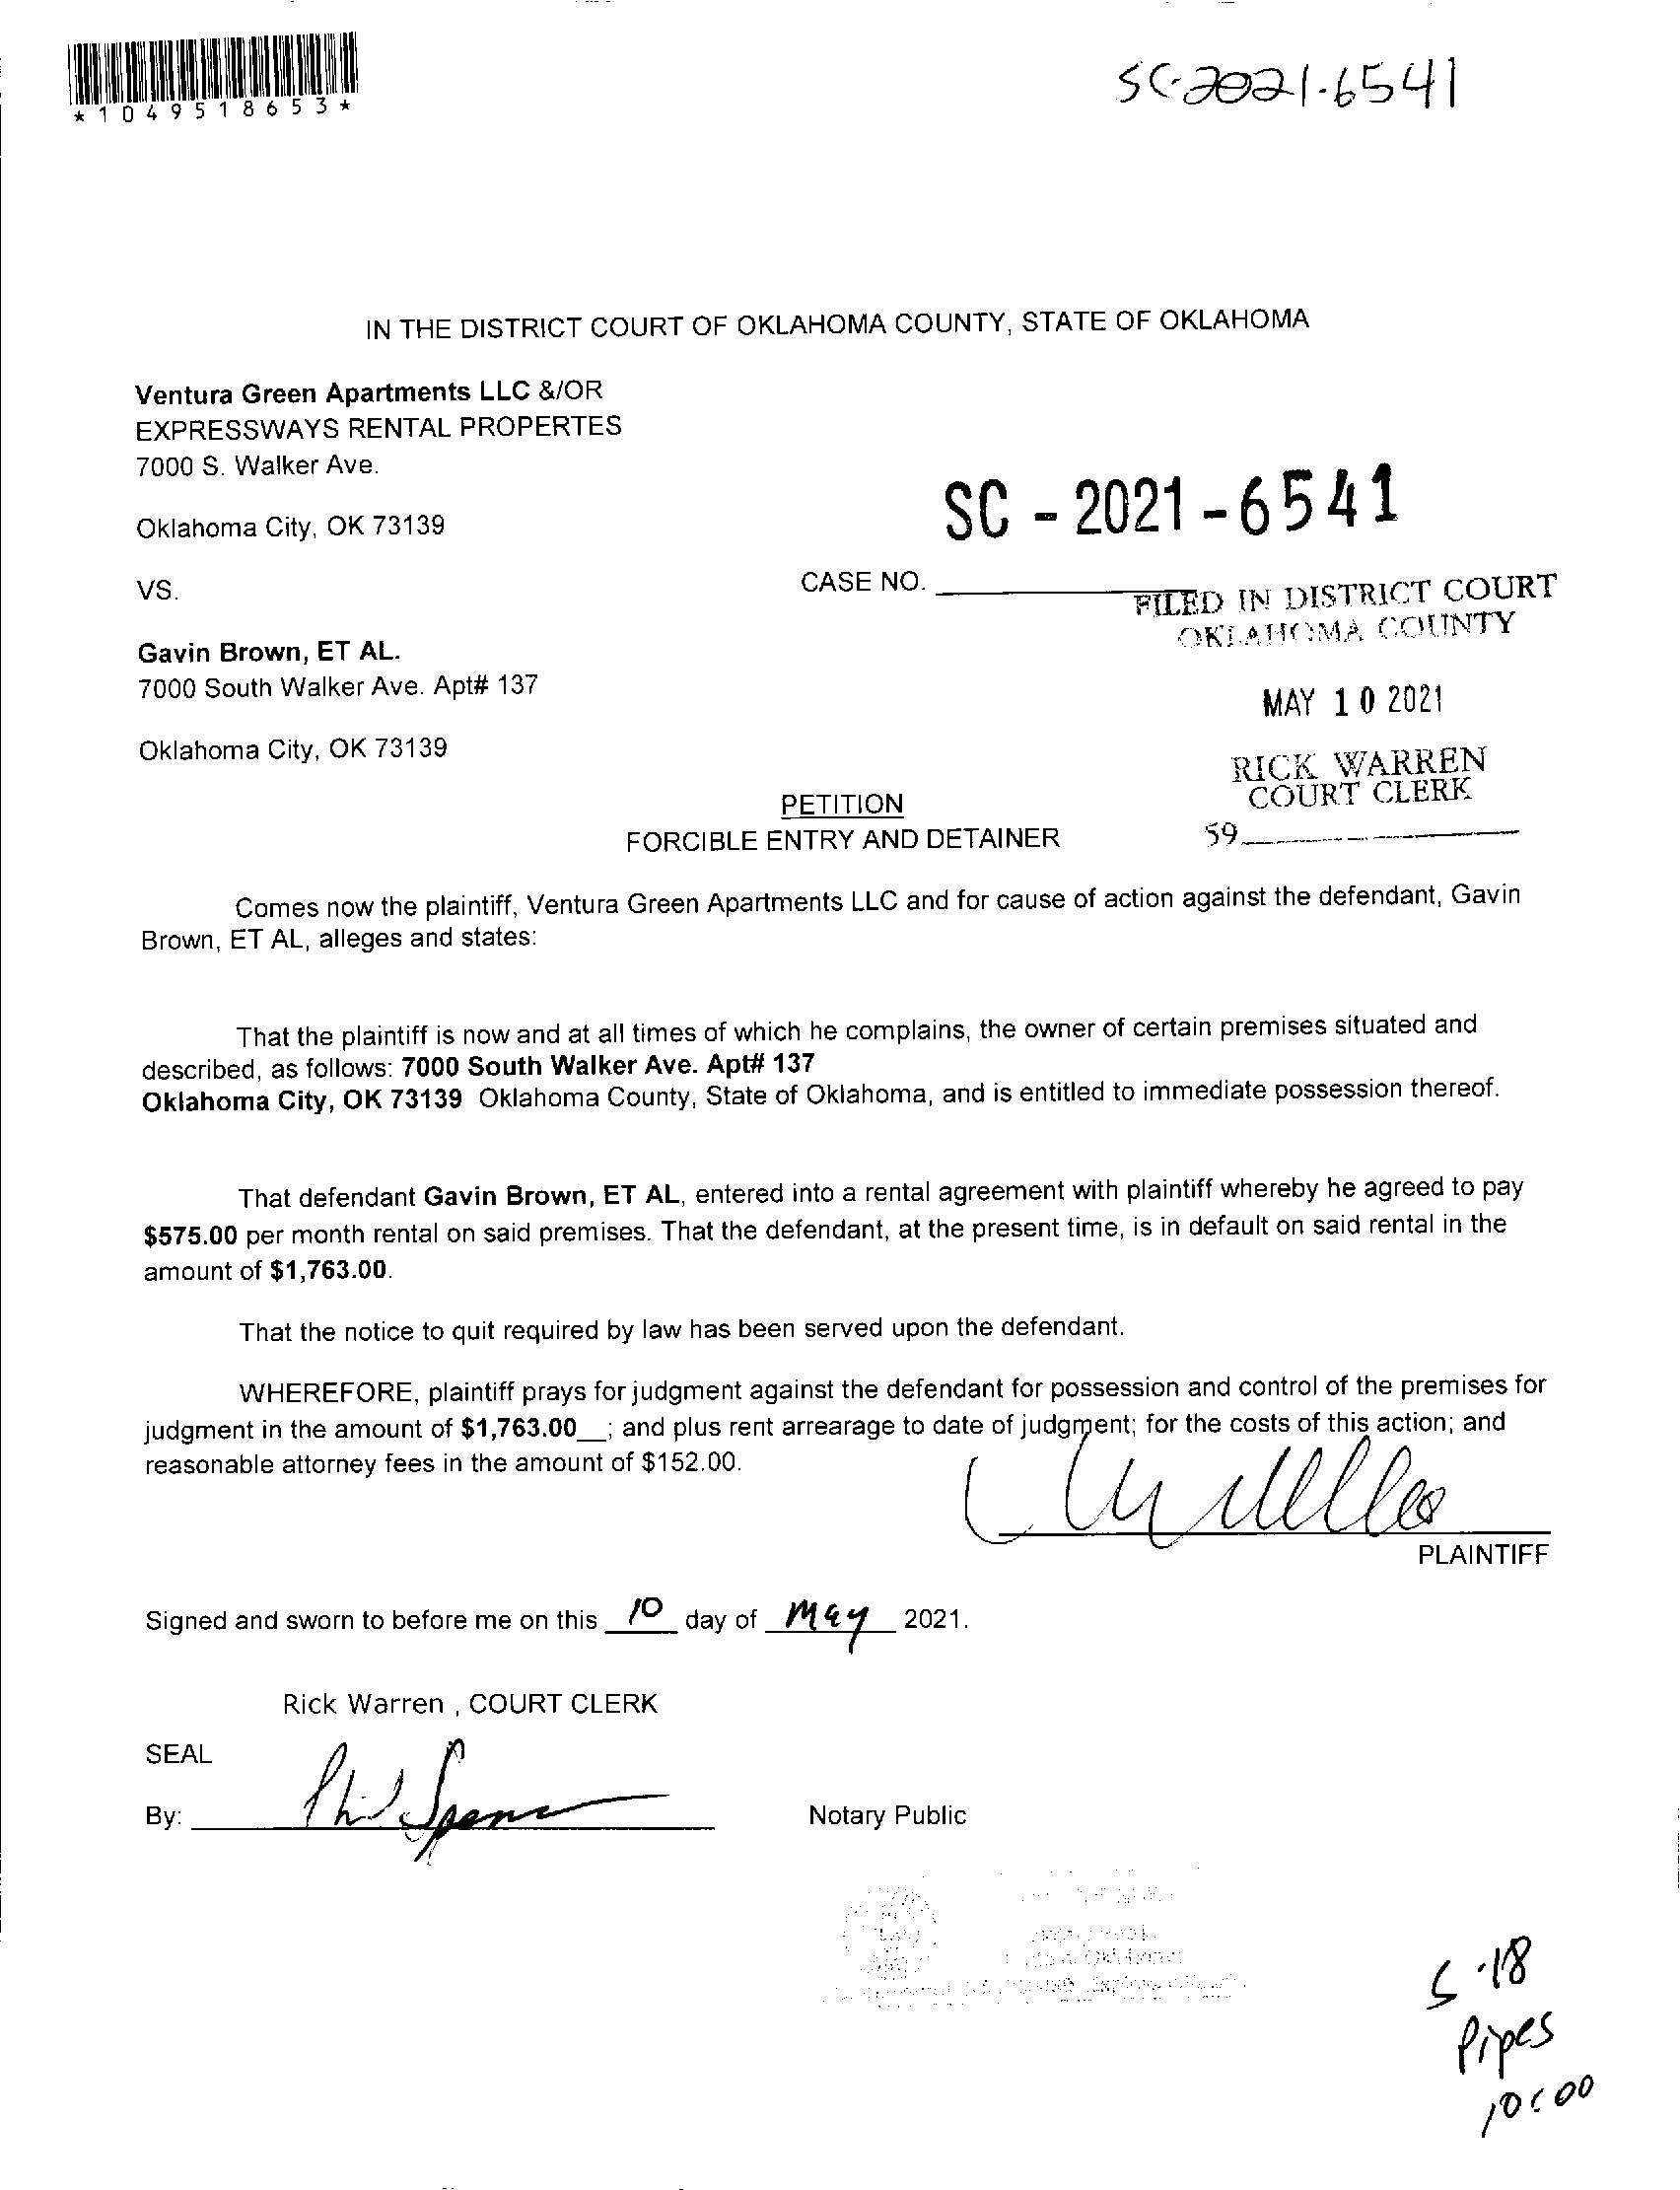 *1049518653*
SC-2021-6541
IN THE DISTRICT COURT OF OKLAHOMA COUNTY, STATE OF OKLAHOMA
Ventura Green Apartments LLC &/OR
EXPRESSWAYS RENTAL PROPERTES
7000 S. Walker Ave.
Oklahoma City, OK 73139
SC - 2021 - 6541
VS.
CASE NO.
FILED IN DISTRICT COURT
OKLAHOMA COUNTY
Gavin Brown, ET AL.
7000 South Walker Ave. Apt# 137
MAY 10 2021
Oklahoma City, OK 73139
RICK WARREN
COURT CLERK
59
PETITION
FORCIBLE ENTRY AND DETAINER
Comes now the plaintiff, Ventura Green Apartments LLC and for cause of action against the defendant, Gavin
Brown, ET AL, alleges and states:
That the plaintiff is now and at all times of which he complains, the owner of certain premises situated and
described, as follows: 7000 South Walker Ave. Apt# 137
Oklahoma City, OK 73139 Oklahoma County, State of Oklahoma, and is entitled to immediate possession thereof.
That defendant Gavin Brown, ET AL, entered into a rental agreement with plaintiff whereby he agreed to pay
$575.00 per month rental on said premises. That the defendant, at the present time, is in default on said rental in the
amount of $1,763.00.
That the notice to quit required by law has been served upon the defendant.
WHEREFORE, plaintiff prays for judgment against the defendant for possession and control of the premises for
judgment in the amount of $1,763.00__; and plus rent arrearage to date of judgment; for the costs of this action; and
reasonable attorney fees in the amount of $152.00.
PLAINTIFF
Signed and sworn to before me on this 10 day of May 2021.
Rick Warren , COURT CLERK
SEAL
By:
Notary Public
5-18
Pipes
10:00